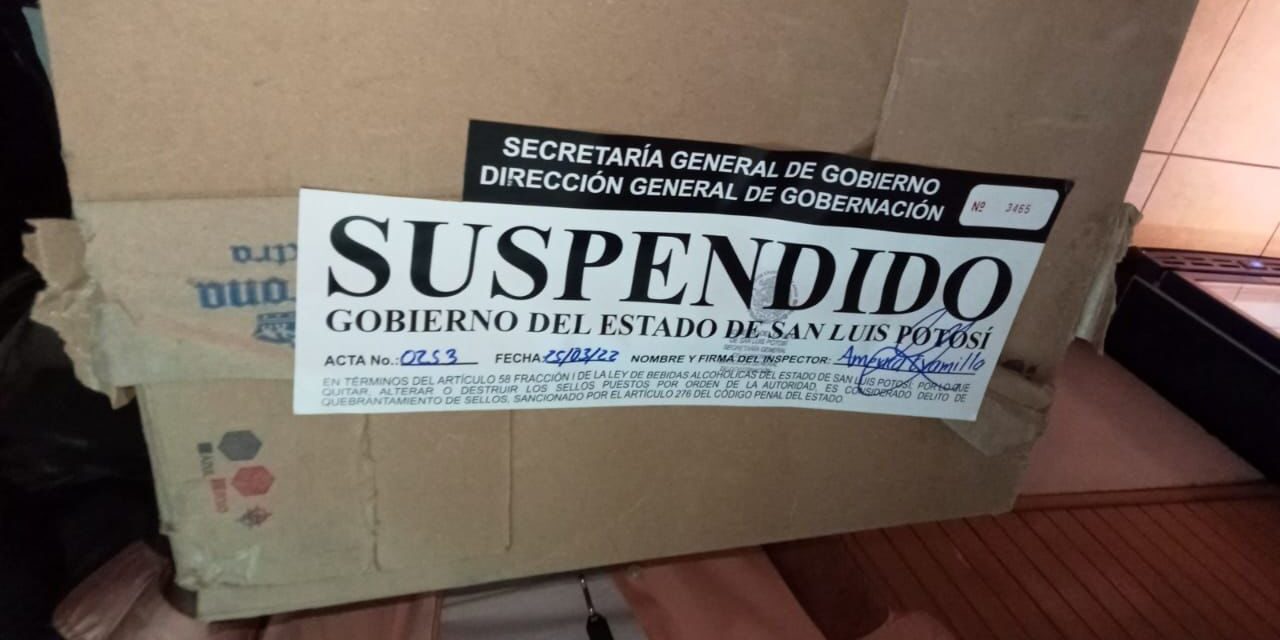 SECRETARÍA GENERAL DE GOBIERNO
DIRECCIÓN GENERAL DE GOBERNACIÓN
Nº 3465
SUSPENDIDO
GOBIERNO DEL ESTADO DE SAN LUIS POTOSÍ
ACTA No.: 0253 FECHA: 25/03/22 NOMBRE Y FIRMA DEL INSPECTOR:
EN TÉRMINOS DEL ARTÍCULO 58 FRACCIÓN I DE LA LEY DE BEBIDAS ALCOHÓLICAS DEL ESTADO DE SAN LUIS POTOSÍ; POR LO QUE
QUITAR, ALTERAR O DESTRUIR LOS SELLOS PUESTOS POR ORDEN DE LA AUTORIDAD, ES CONSIDERADO DELITO DE
QUEBRANTAMIENTO DE SELLOS, SANCIONADO POR EL ARTÍCULO 276 DEL CÓDIGO PENAL DEL ESTADO.